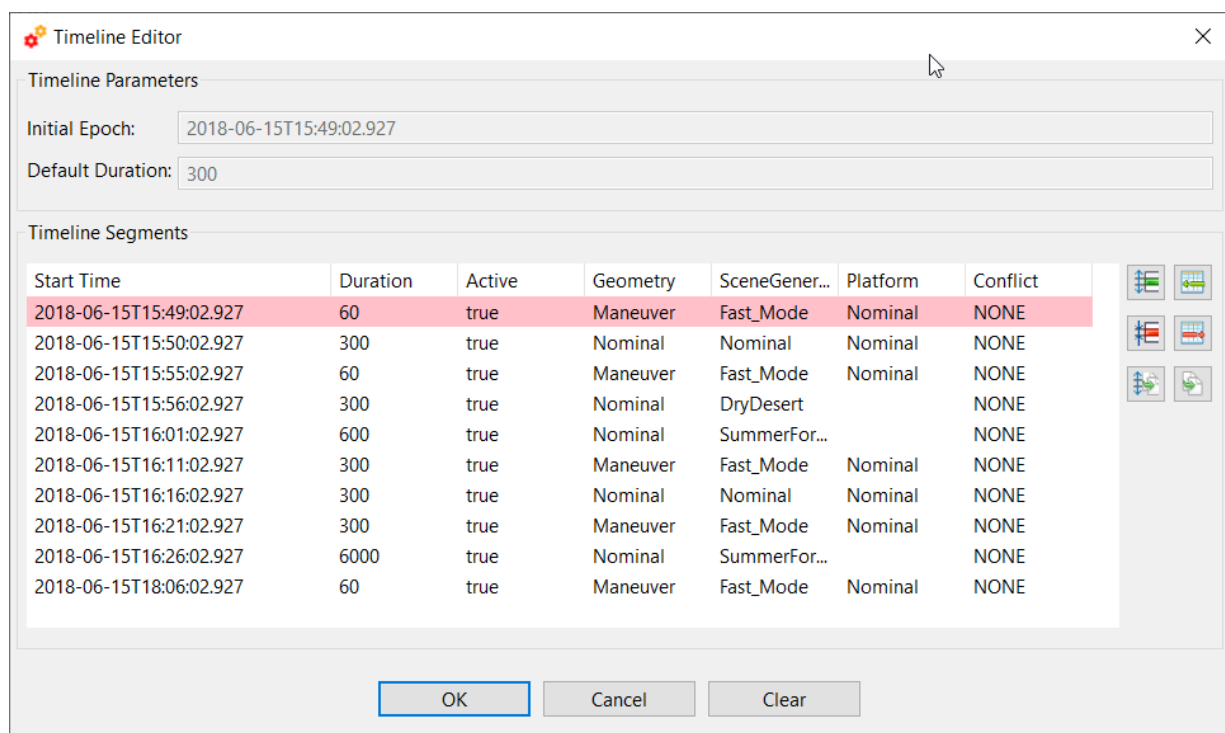 Timeline Editor
Timeline Parameters
Initial Epoch: 2018-06-15T15:49:02.927
Default Duration: 300
Timeline Segments
Start Time Duration Active Geometry SceneGener... Platform Conflict
2018-06-15T15:49:02.927 60 true Maneuver Fast_Mode Nominal NONE
2018-06-15T15:50:02.927 300 true Nominal Nominal Nominal NONE
2018-06-15T15:55:02.927 60 true Maneuver Fast_Mode Nominal NONE
2018-06-15T15:56:02.927 300 true Nominal DryDesert NONE
2018-06-15T16:01:02.927 600 true Nominal SummerFor... NONE
2018-06-15T16:11:02.927 300 true Maneuver Fast_Mode Nominal NONE
2018-06-15T16:16:02.927 300 true Nominal Nominal Nominal NONE
2018-06-15T16:21:02.927 300 true Maneuver Fast_Mode Nominal NONE
2018-06-15T16:26:02.927 6000 true Nominal SummerFor... NONE
2018-06-15T18:06:02.927 60 true Maneuver Fast_Mode Nominal NONE
OK Cancel Clear